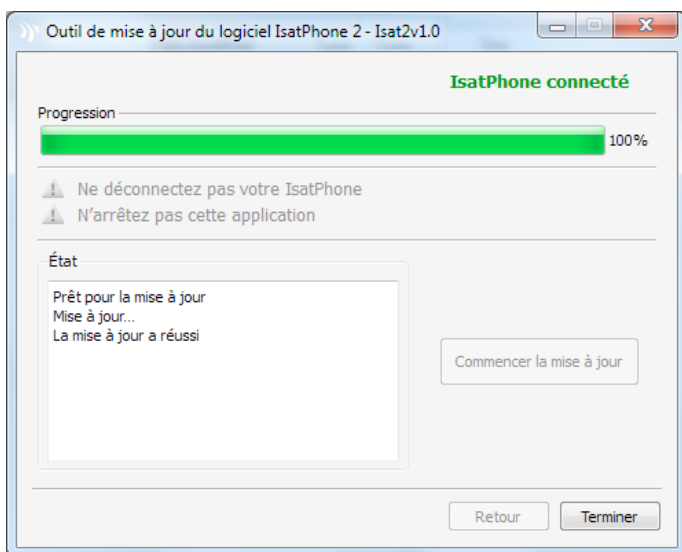 Outil de mise à jour du logiciel IsatPhone 2 - Isat2v1.0
IsatPhone connecté
Progression
100%
Ne déconnectez pas votre IsatPhone
N'arrêtez pas cette application
État
Prêt pour la mise à jour
Mise à jour...
La mise à jour a réussi
Commencer la mise à jour
Retour
Terminer